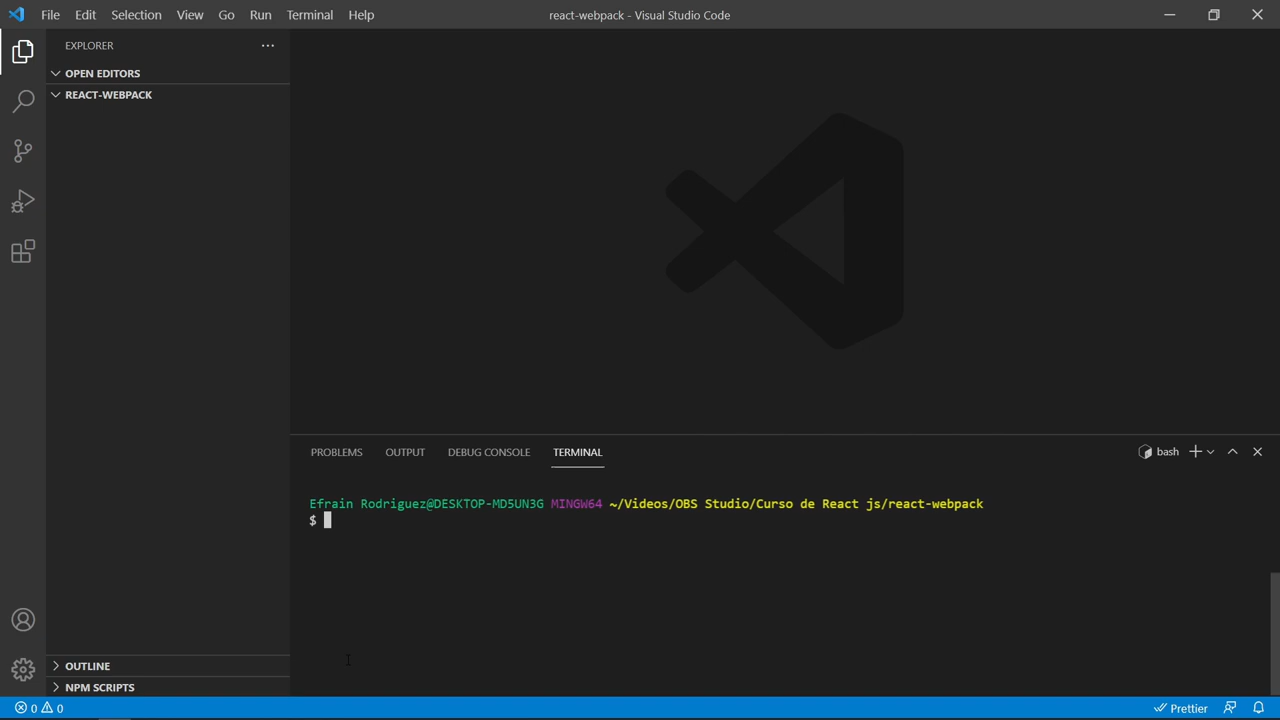 File Edit Selection View Go Run Terminal Help
react-webpack - Visual Studio Code
EXPLORER
OPEN EDITORS
REACT-WEBPACK
PROBLEMS OUTPUT DEBUG CONSOLE TERMINAL
bash
Efrain Rodriguez@DESKTOP-MD5UN3G MINGW64 ~/Videos/OBS Studio/Curso de React js/react-webpack
$
OUTLINE
NPM SCRIPTS
0 0
Prettier